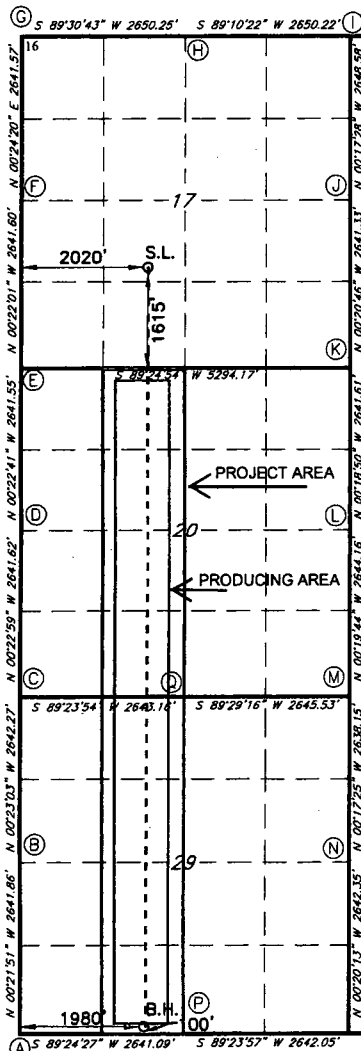 G S 89'30'43" W 2650.25' S 89'10'22" W 2650.22' I
16 H
N 00'24'20" E 2641.57'
N 00'17'28" W 2648.58'
F 17 J
N 00'22'01" W 2641.60'
N 00'20'46" W 2641.33'
2020' S.L.
1615'
K
E S 89'24'54" W 5294.17'
N 00'22'41" W 2641.55'
N 00'18'50" W 2641.61'
PROJECT AREA
D 20 L
PRODUCING AREA
N 00'22'59" W 2641.62'
N 00'19'44" W 2644.16'
C Q M
S 89'23'54" W 2643.16' S 89'29'16" W 2645.53'
N 00'23'03" W 2642.27'
N 00'17'25" W 2638.15'
B 29 N
N 00'21'51" W 2641.86'
N 00'20'13" W 2642.35'
1980' B.H. 100' P
A S 89'24'27" W 2641.09' S 89'23'57" W 2642.05'